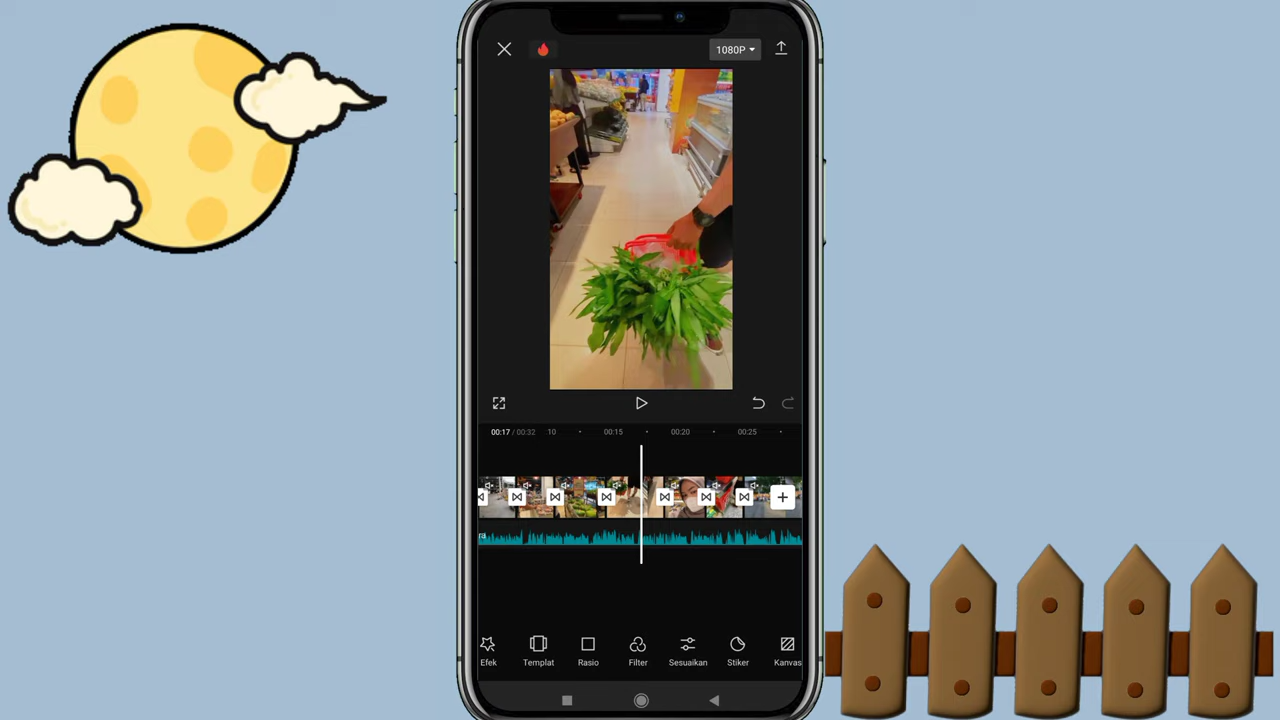 1080P
00:17 / 00:32 10 00:15 00:20 00:25
ra
Efek Templat Rasio Filter Sesuaikan Stiker Kanvas